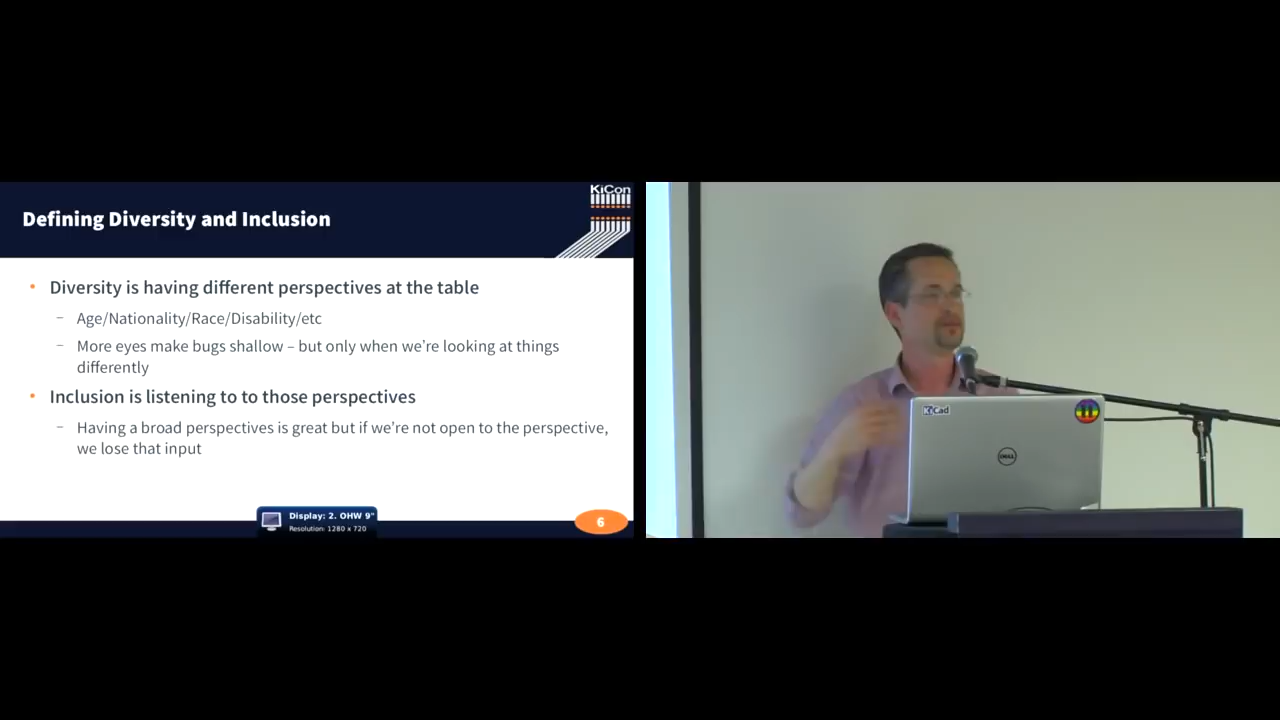 KiCon
Defining Diversity and Inclusion
• Diversity is having different perspectives at the table
– Age/Nationality/Race/Disability/etc
– More eyes make bugs shallow – but only when we're looking at things
differently
• Inclusion is listening to to those perspectives
– Having a broad perspectives is great but if we're not open to the perspective,
we lose that input
Display: 2. OHW 9"
Resolution: 1280 x 720
6
KiCad
DELL